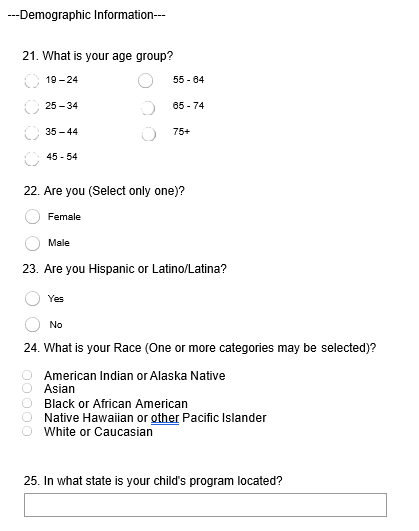 ---Demographic Information---
21. What is your age group?
19 – 24
55 - 64
25 – 34
65 - 74
35 – 44
75+
45 - 54
22. Are you (Select only one)?
Female
Male
23. Are you Hispanic or Latino/Latina?
Yes
No
24. What is your Race (One or more categories may be selected)?
American Indian or Alaska Native
Asian
Black or African American
Native Hawaiian or other Pacific Islander
White or Caucasian
25. In what state is your child's program located?